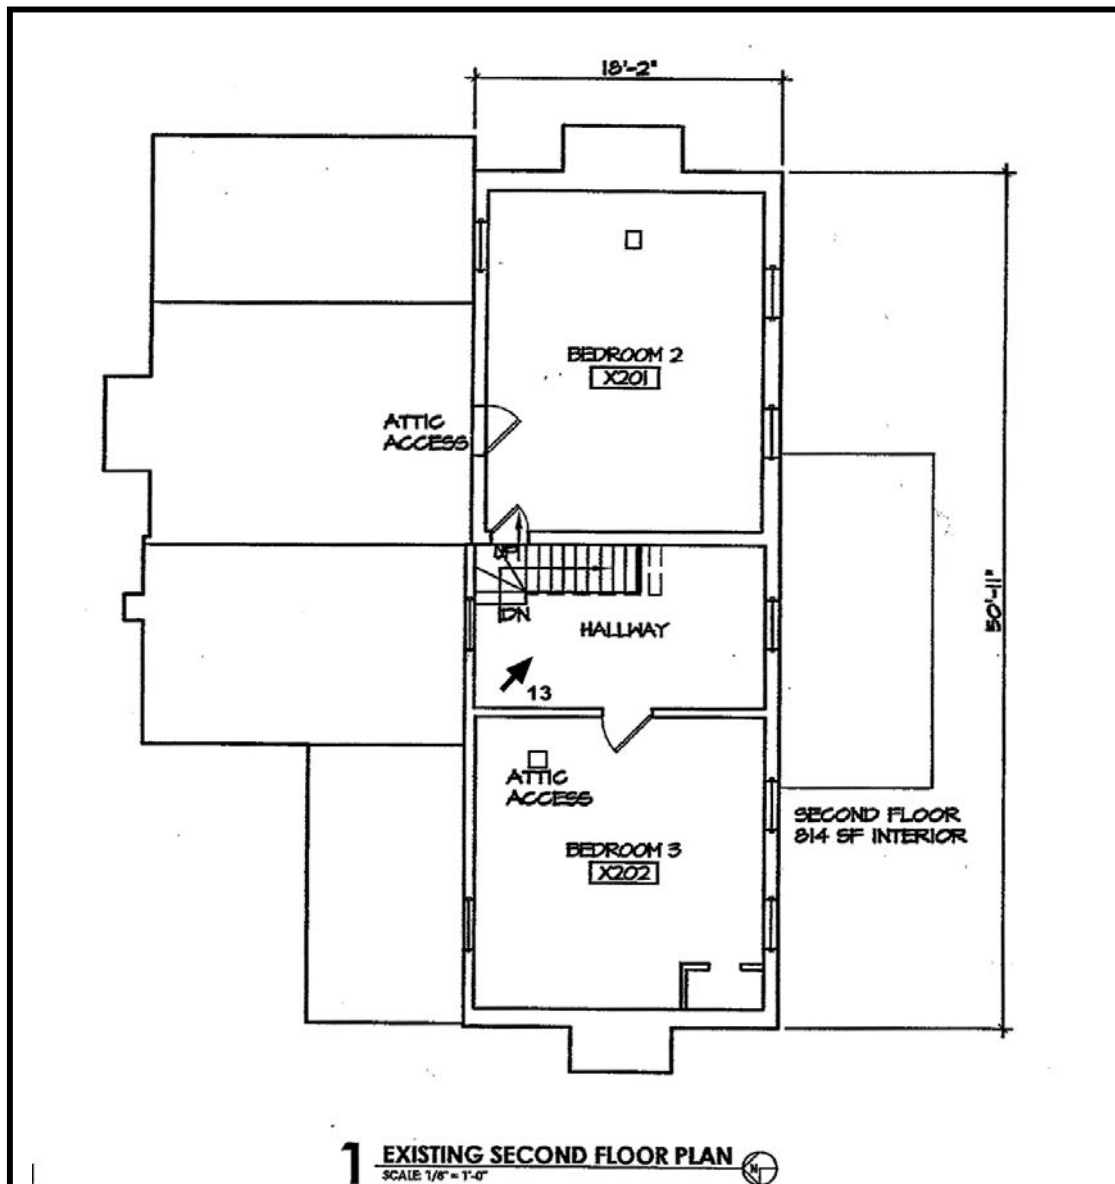 18'-2"
BEDROOM 2
X201
ATTIC
ACCESS
50'-11"
UP
DN
HALLWAY
13
ATTIC
ACCESS
SECOND FLOOR
814 SF INTERIOR
BEDROOM 3
X202
1 EXISTING SECOND FLOOR PLAN N
SCALE: 1/8" = 1'-0"